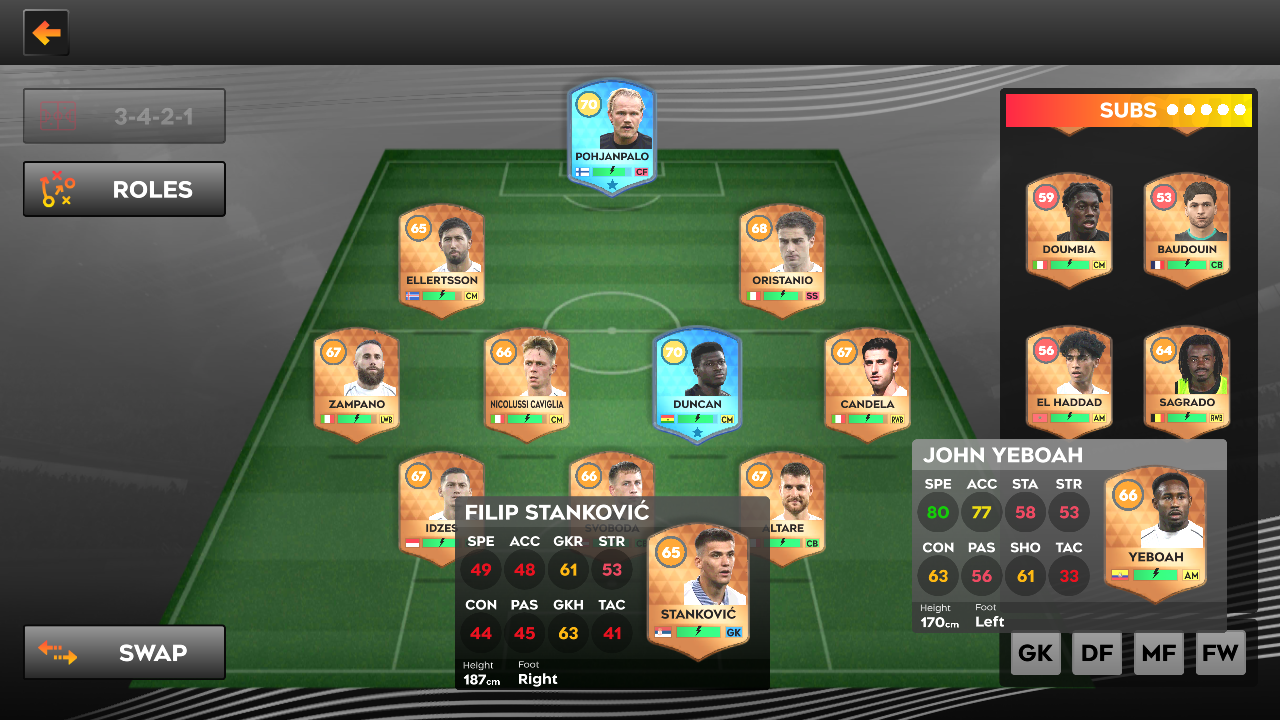 3-4-2-1
ROLES
SWAP
SUBS
70
POHJANPALO
CF
65
ELLERTSSON
CM
68
ORISTANIO
SS
67
ZAMPANO
LWB
66
NICOLUSSI CAVIGLIA
CM
70
DUNCAN
CM
67
CANDELA
RWB
67
IDZES
66
SVOBODA
67
ALTARE
CB
FILIP STANKOVIĆ
SPE ACC GKR STR
49 48 61 53
CON PAS GKH TAC
44 45 63 41
Height Foot
187cm Right
65
STANKOVIĆ
GK
59
DOUMBIA
CM
53
BAUDOUIN
CB
56
EL HADDAD
AM
64
SAGRADO
RWB
JOHN YEBOAH
SPE ACC STA STR
80 77 58 53
CON PAS SHO TAC
63 56 61 33
Height Foot
170cm Left
66
YEBOAH
AM
GK DF MF FW